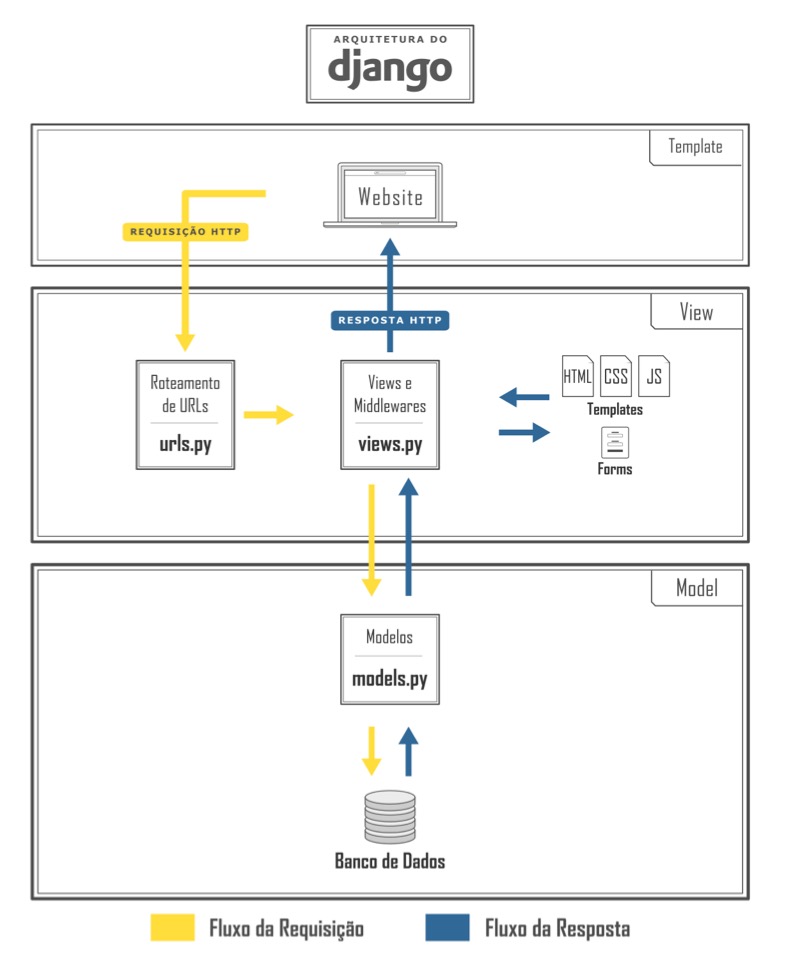 ARQUITETURA DO
django
Template
Website
REQUISIÇÃO HTTP
View
RESPOSTA HTTP
Roteamento
de URLs
urls.py
Views e
Middlewares
views.py
HTML CSS JS
Templates
Forms
Model
Modelos
models.py
Banco de Dados
Fluxo da Requisição
Fluxo da Resposta